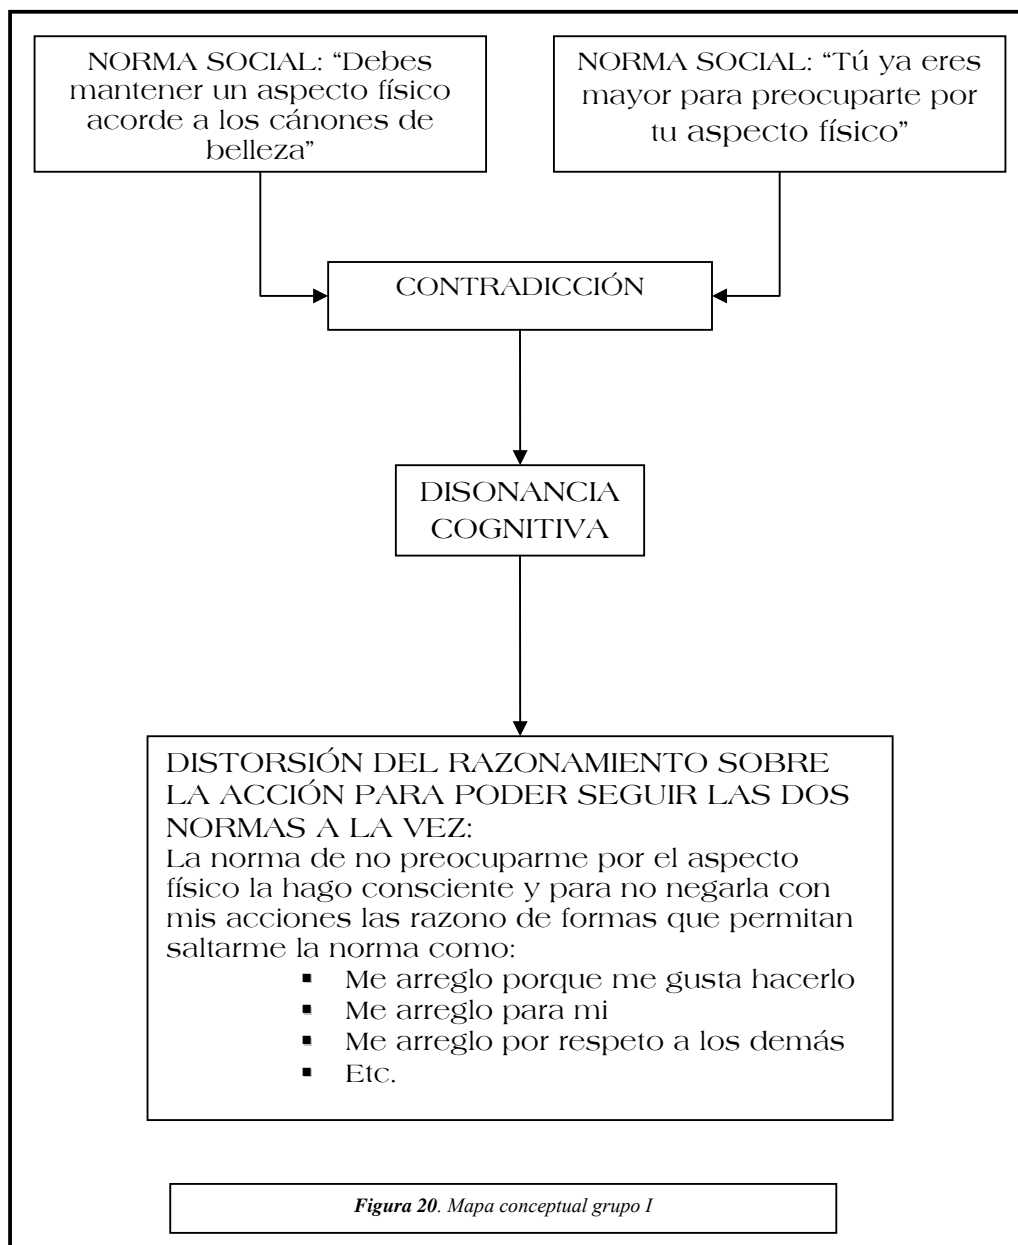 NORMA SOCIAL: “Debes
mantener un aspecto físico
acorde a los cánones de
belleza”
NORMA SOCIAL: “Tú ya eres
mayor para preocuparte por
tu aspecto físico”
CONTRADICCIÓN
DISONANCIA
COGNITIVA
DISTORSIÓN DEL RAZONAMIENTO SOBRE
LA ACCIÓN PARA PODER SEGUIR LAS DOS
NORMAS A LA VEZ:
La norma de no preocuparme por el aspecto
físico la hago consciente y para no negarla con
mis acciones las razono de formas que permitan
saltarme la norma como:
▪ Me arreglo porque me gusta hacerlo
▪ Me arreglo para mi
▪ Me arreglo por respeto a los demás
▪ Etc.
Figura 20. Mapa conceptual grupo I